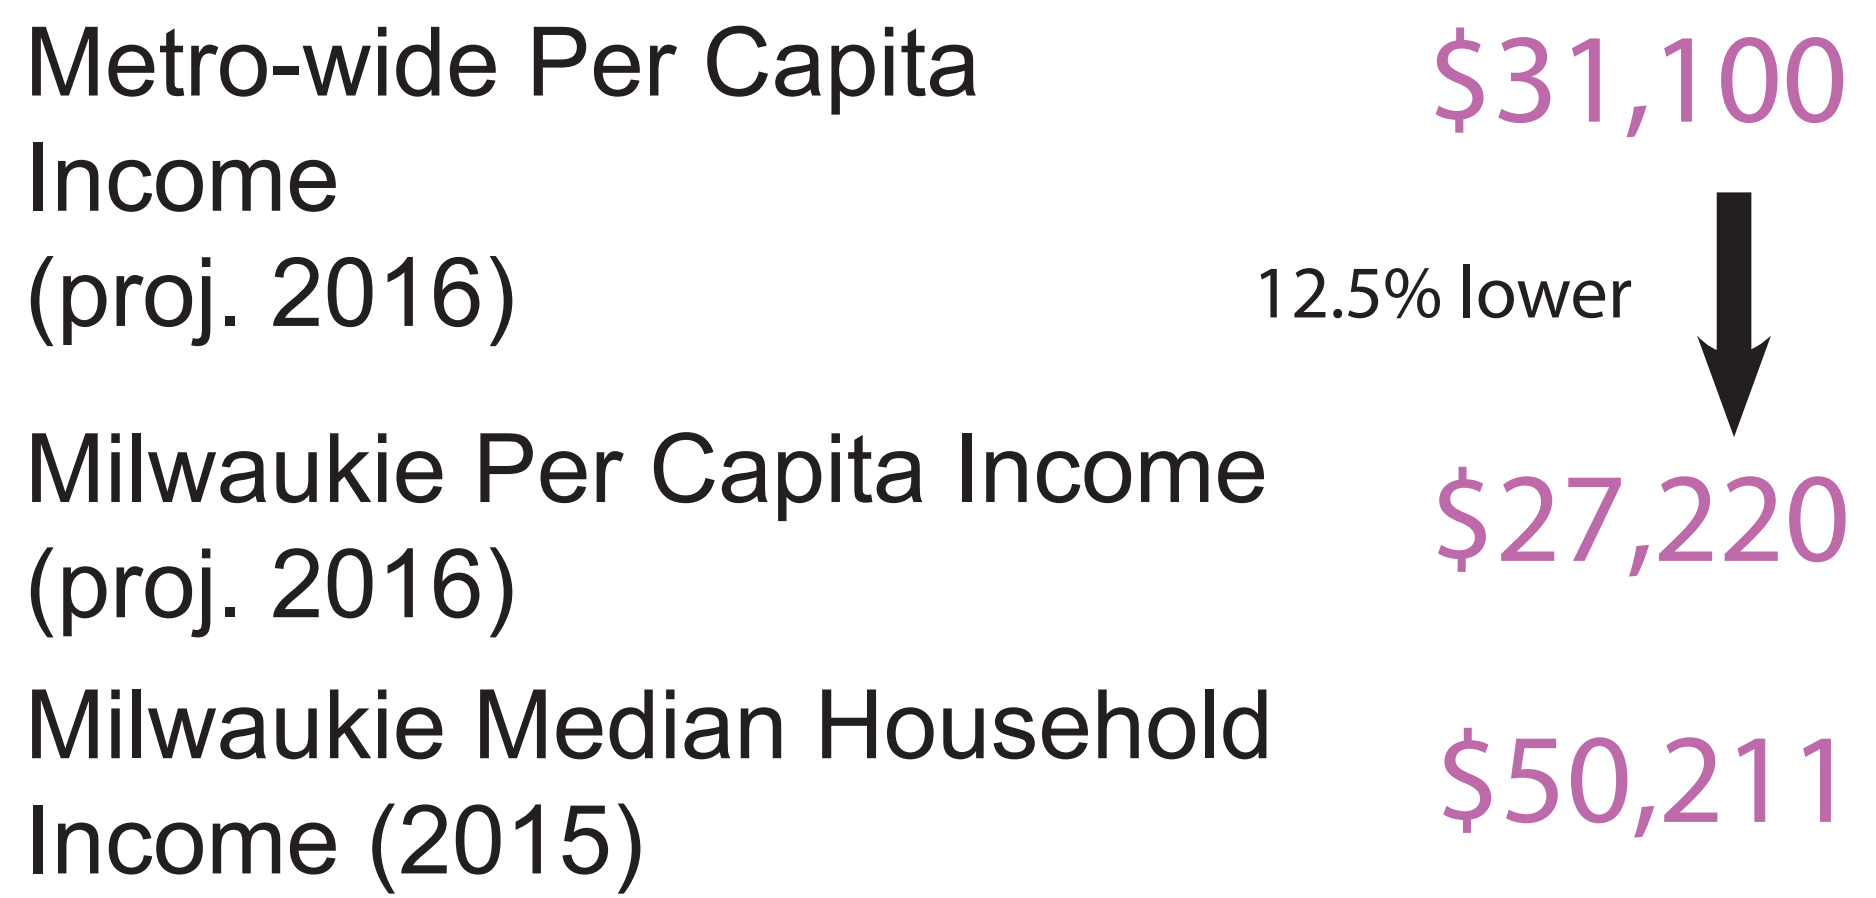 Metro-wide Per Capita
Income
(proj. 2016)
$31,100
12.5% lower
Milwaukie Per Capita Income
(proj. 2016)
$27,220
Milwaukie Median Household
Income (2015)
$50,211